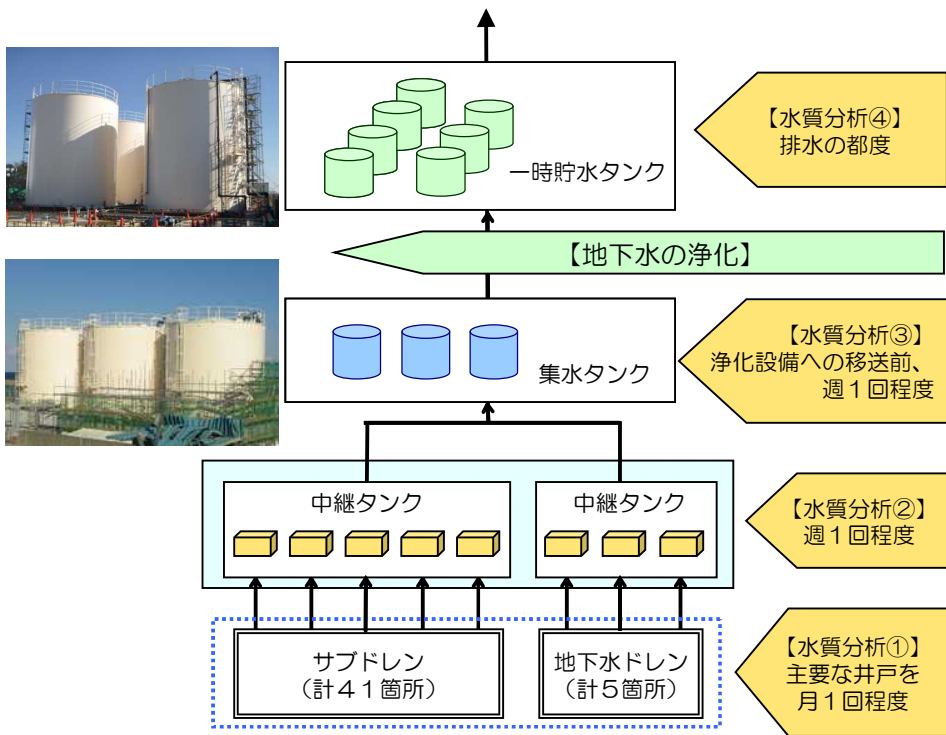 【水質分析④】
排水の都度
一時貯水タンク
【地下水の浄化】
【水質分析③】
浄化設備への移送前、
週１回程度
集水タンク
中継タンク
中継タンク
【水質分析②】
週１回程度
サブドレン
（計４１箇所）
地下水ドレン
（計５箇所）
【水質分析①】
主要な井戸を
月１回程度